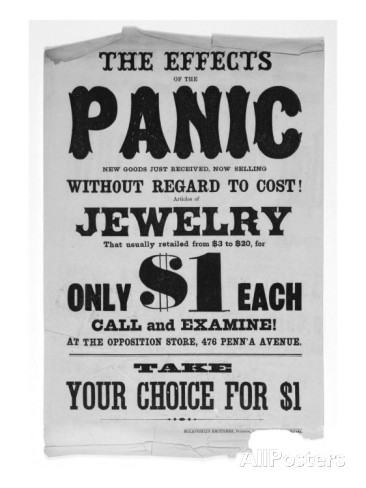 THE EFFECTS
OF THE
PANIC
NEW GOODS JUST RECEIVED, NOW SELLING
WITHOUT REGARD TO COST!
Articles of
JEWELRY
That usually retailed from $3 to $20, for
ONLY $1 EACH
CALL and EXAMINE!
AT THE OPPOSITION STORE, 476 PENN'A AVENUE.
TAKE
YOUR CHOICE FOR $1
BROTHERS, Printers,
AllPosters